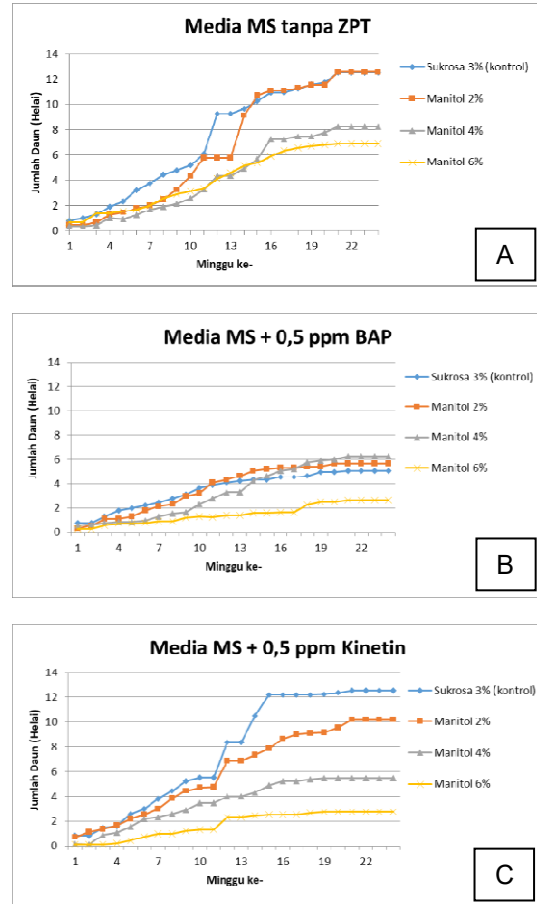 Media MS tanpa ZPT
Jumlah Daun (Helai)
14
12
10
8
6
4
2
0
1 4 7 10 13 16 19 22
Minggu ke-
Sukrosa 3% (kontrol)
Manitol 2%
Manitol 4%
Manitol 6%
A
Media MS + 0,5 ppm BAP
Jumlah Daun (Helai)
14
12
10
8
6
4
2
0
1 4 7 10 13 16 19 22
Minggu ke-
Sukrosa 3% (kontrol)
Manitol 2%
Manitol 4%
Manitol 6%
B
Media MS + 0,5 ppm Kinetin
Jumlah Daun (Helai)
14
12
10
8
6
4
2
0
1 4 7 10 13 16 19 22
Minggu ke-
Sukrosa 3% (kontrol)
Manitol 2%
Manitol 4%
Manitol 6%
C